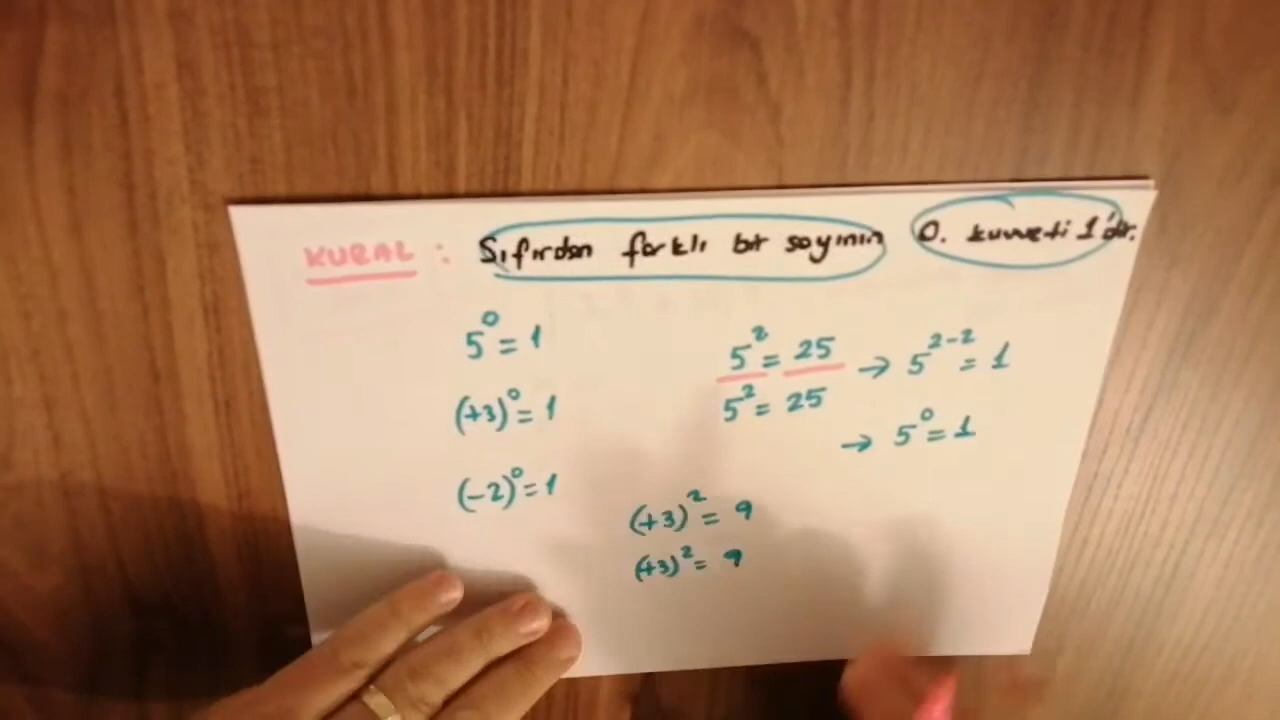 KURAL : Sıfırdan farklı bir sayının 0. kuvveti 1'dir.
5⁰ = 1
(+3)⁰ = 1
(-2)⁰ = 1
5² = 25 → 5²⁻² = 1
5² = 25
→ 5⁰ = 1
(+3)² = 9
(+3)² = 9